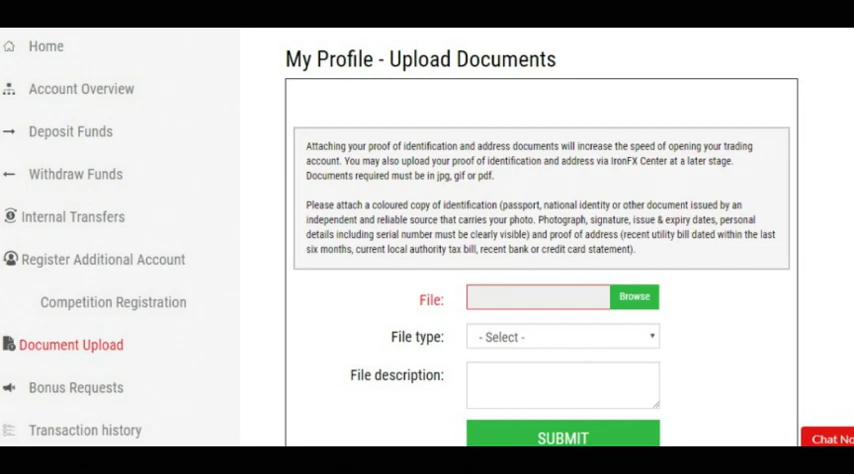 Home
Account Overview
Deposit Funds
Withdraw Funds
Internal Transfers
Register Additional Account
Competition Registration
Document Upload
Bonus Requests
Transaction history
My Profile - Upload Documents
Attaching your proof of identification and address documents will increase the speed of opening your trading
account. You may also upload your proof of identification and address via IronFX Center at a later stage.
Documents required must be in jpg, gif or pdf.
Please attach a coloured copy of identification (passport, national identity or other document issued by an
independent and reliable source that carries your photo. Photograph, signature, issue & expiry dates, personal
details including serial number must be clearly visible) and proof of address (recent utility bill dated within the last
six months, current local authority tax bill, recent bank or credit card statement).
File:
Browse
File type:
- Select -
File description:
SUBMIT
Chat No